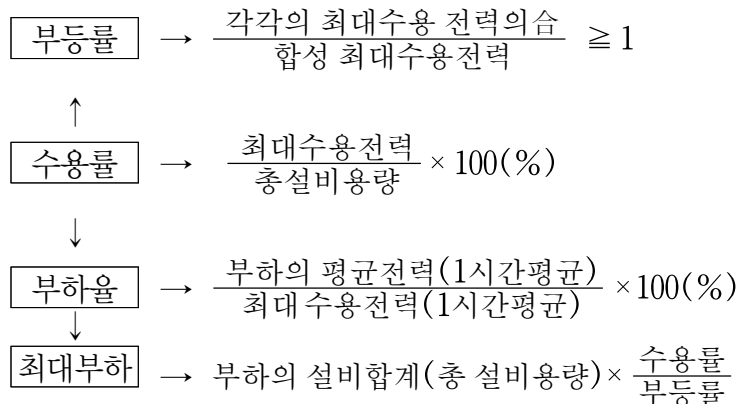 부등률 → 각각의 최대수용 전력의合 / 합성 최대수용전력 ≧ 1
↑
수용률 → 최대수용전력 / 총설비용량 × 100(%)
↓
부하율 → 부하의 평균전력(1시간평균) / 최대 수용전력(1시간평균) ×100(%)
↓
최대부하 → 부하의 설비합계(총 설비용량)× 수용률 / 부등률